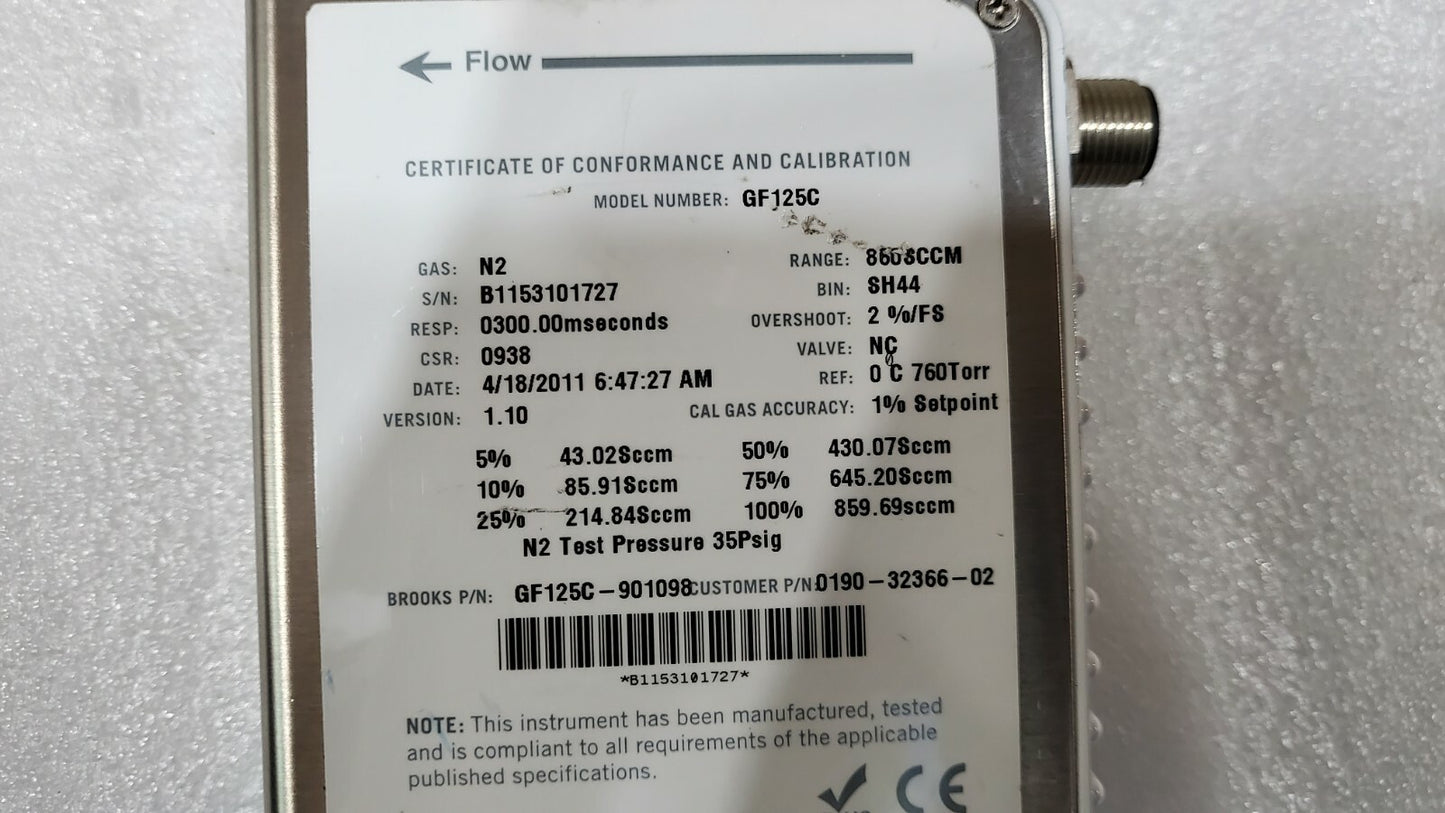 Flow
CERTIFICATE OF CONFORMANCE AND CALIBRATION
MODEL NUMBER: GF125C
GAS: N2 RANGE: 860SCCM
S/N: B1153101727 BIN: SH44
RESP: 0300.00mseconds OVERSHOOT: 2 %/FS
CSR: 0938 VALVE: NC
DATE: 4/18/2011 6:47:27 AM REF: 0 C 760Torr
VERSION: 1.10 CAL GAS ACCURACY: 1% Setpoint
5% 43.02Sccm 50% 430.07Sccm
10% 85.91Sccm 75% 645.20Sccm
25% 214.84Sccm 100% 859.69sccm
N2 Test Pressure 35Psig
BROOKS P/N: GF125C-901098 CUSTOMER P/N: 0190-32366-02
*B1153101727*
NOTE: This instrument has been manufactured, tested
and is compliant to all requirements of the applicable
published specifications.
CE